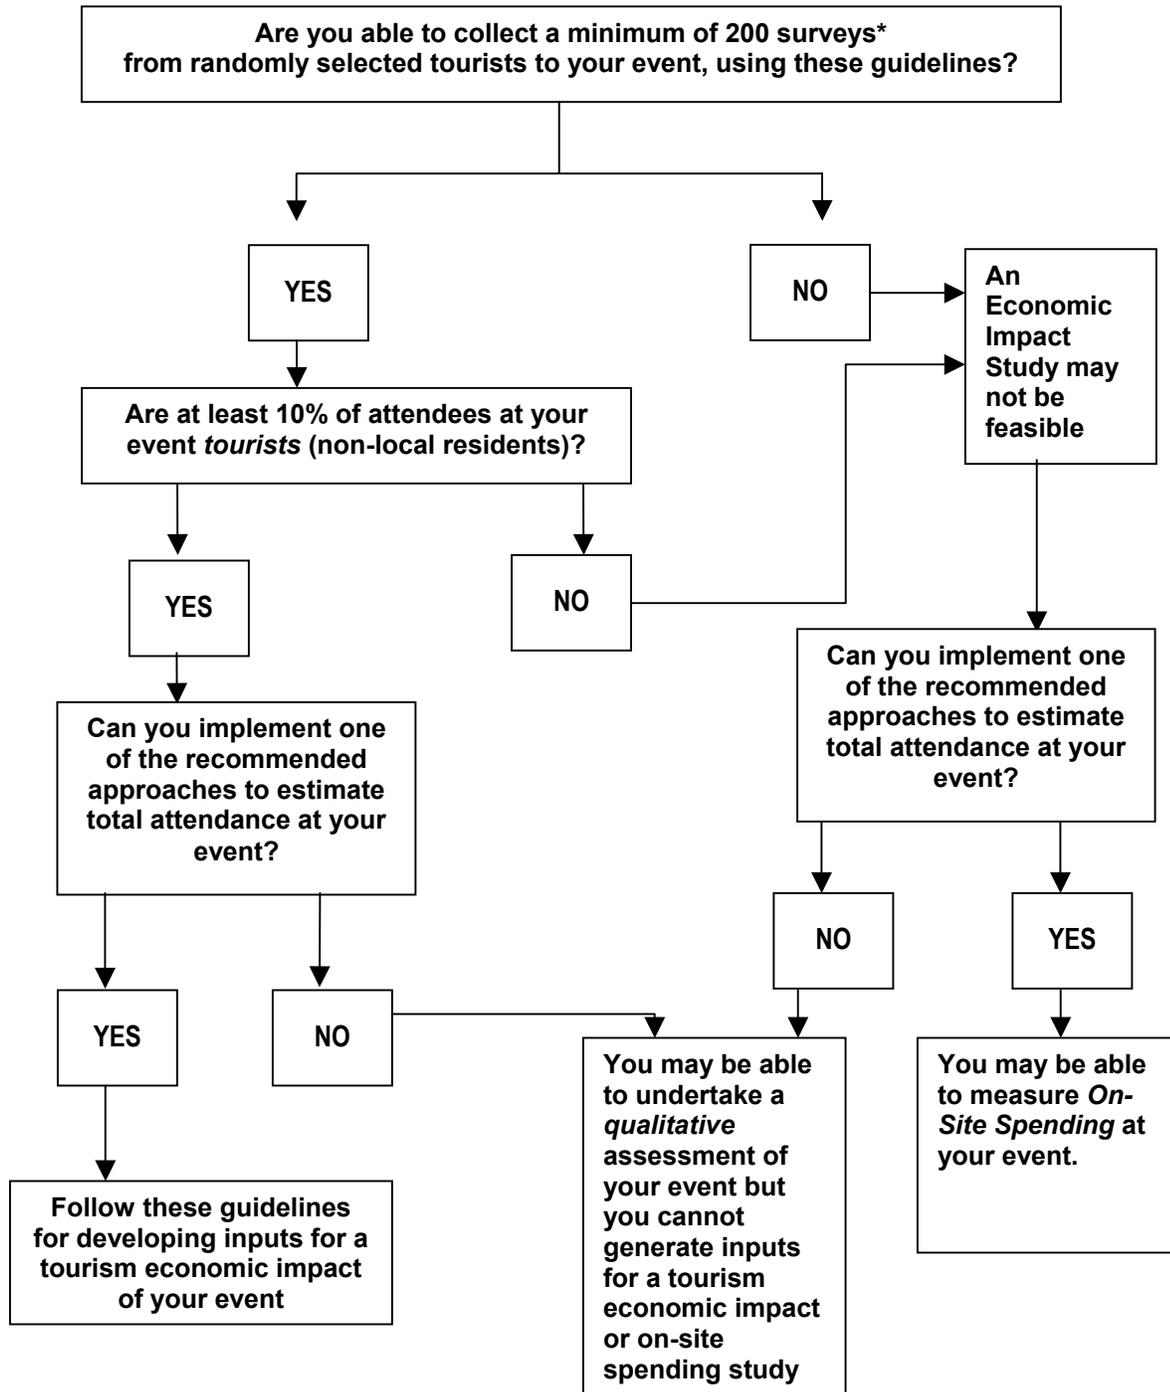 Are you able to collect a minimum of 200 surveys*
from randomly selected tourists to your event, using these guidelines?
YES
NO
An
Economic
Impact
Study may
not be
feasible
Are at least 10% of attendees at your
event tourists (non-local residents)?
YES
NO
Can you implement one
of the recommended
approaches to estimate
total attendance at your
event?
Can you implement one
of the recommended
approaches to estimate
total attendance at your
event?
NO
YES
YES
NO
You may be able
to undertake a
qualitative
assessment of
your event but
you cannot
generate inputs
for a tourism
economic impact
or on-site
spending study
You may be able
to measure On-
Site Spending at
your event.
Follow these guidelines
for developing inputs for a
tourism economic impact
of your event